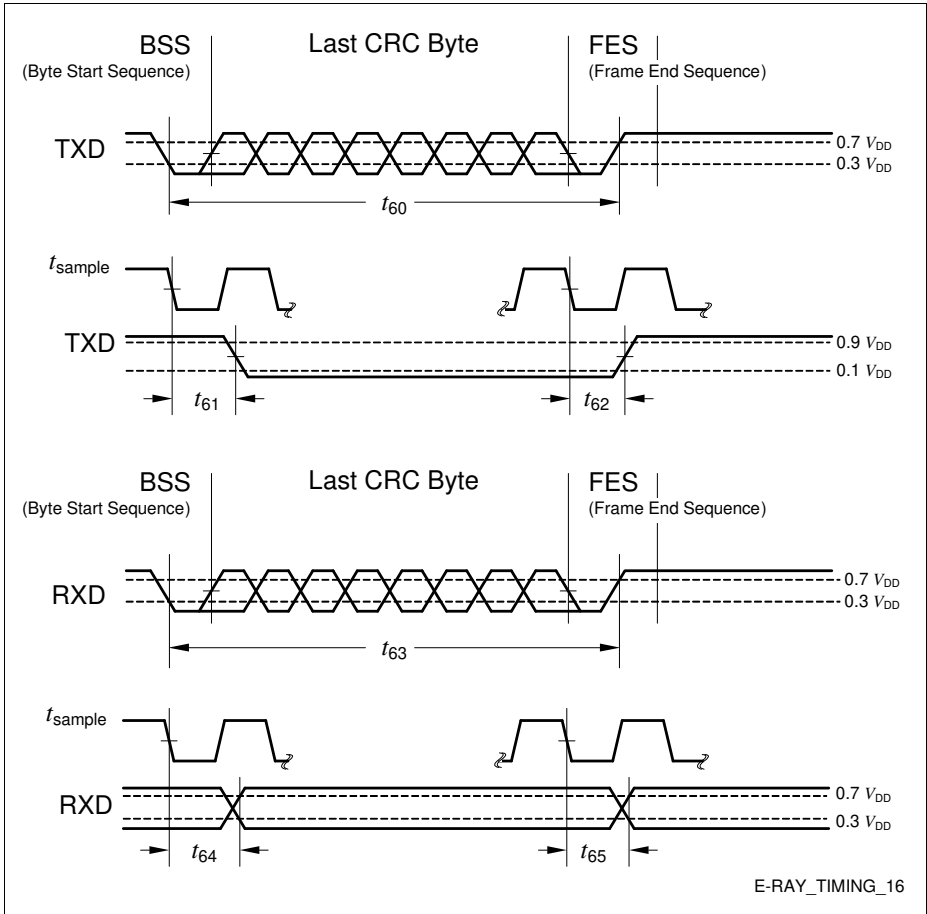 BSS
(Byte Start Sequence)
Last CRC Byte
FES
(Frame End Sequence)
TXD
0.7 VDD
0.3 VDD
t60
tsample
TXD
0.9 VDD
0.1 VDD
t61
t62
BSS
(Byte Start Sequence)
Last CRC Byte
FES
(Frame End Sequence)
RXD
0.7 VDD
0.3 VDD
t63
tsample
RXD
0.7 VDD
0.3 VDD
t64
t65
E-RAY_TIMING_16